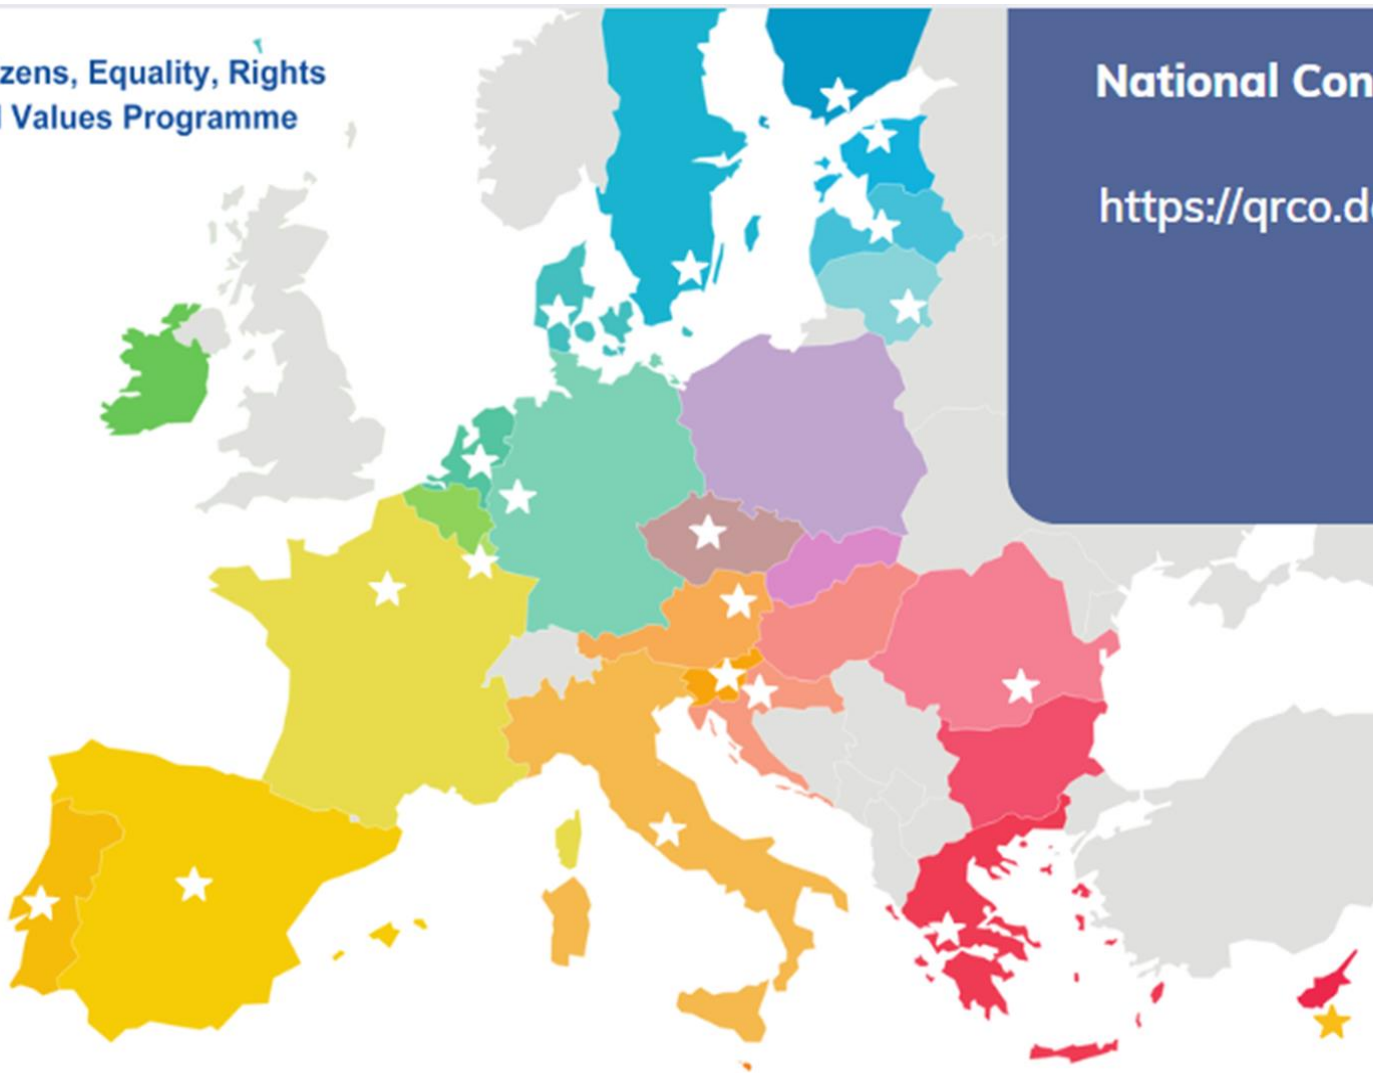 zens, Equality, Rights
Values Programme
National Con
https://qrco.d